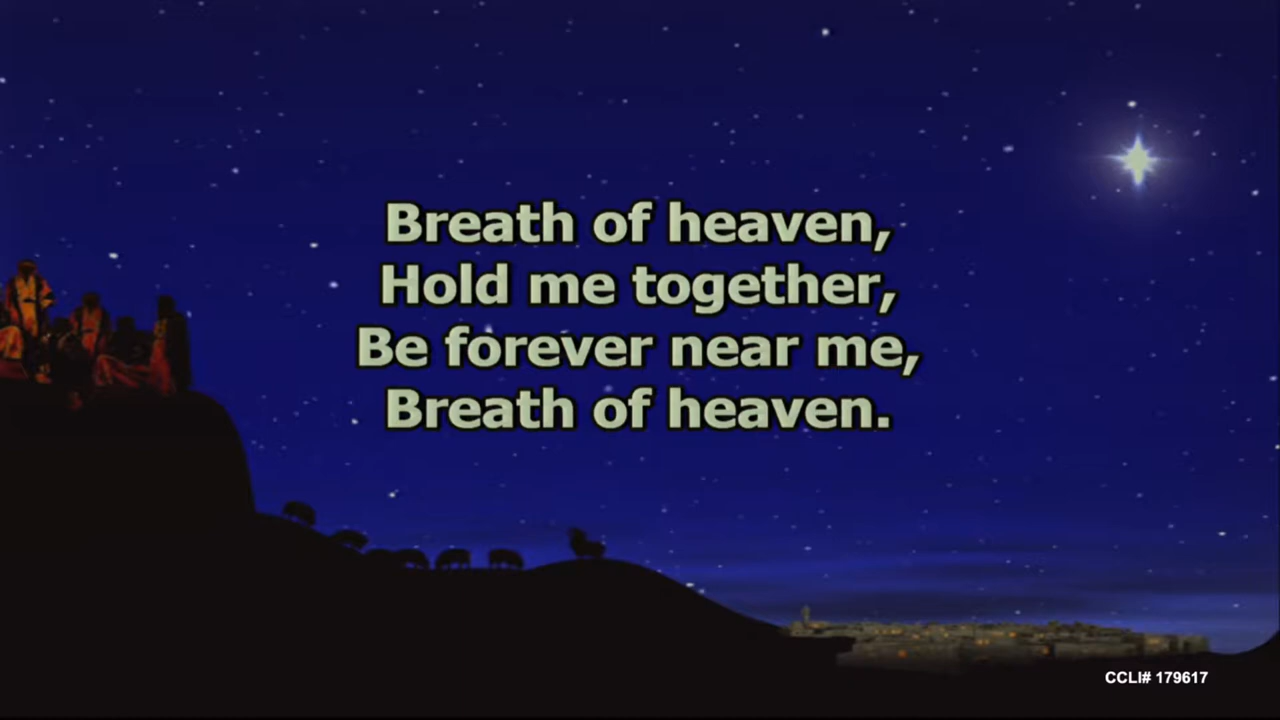 Breath of heaven,
Hold me together,
Be forever near me,
Breath of heaven.
CCLI# 179617